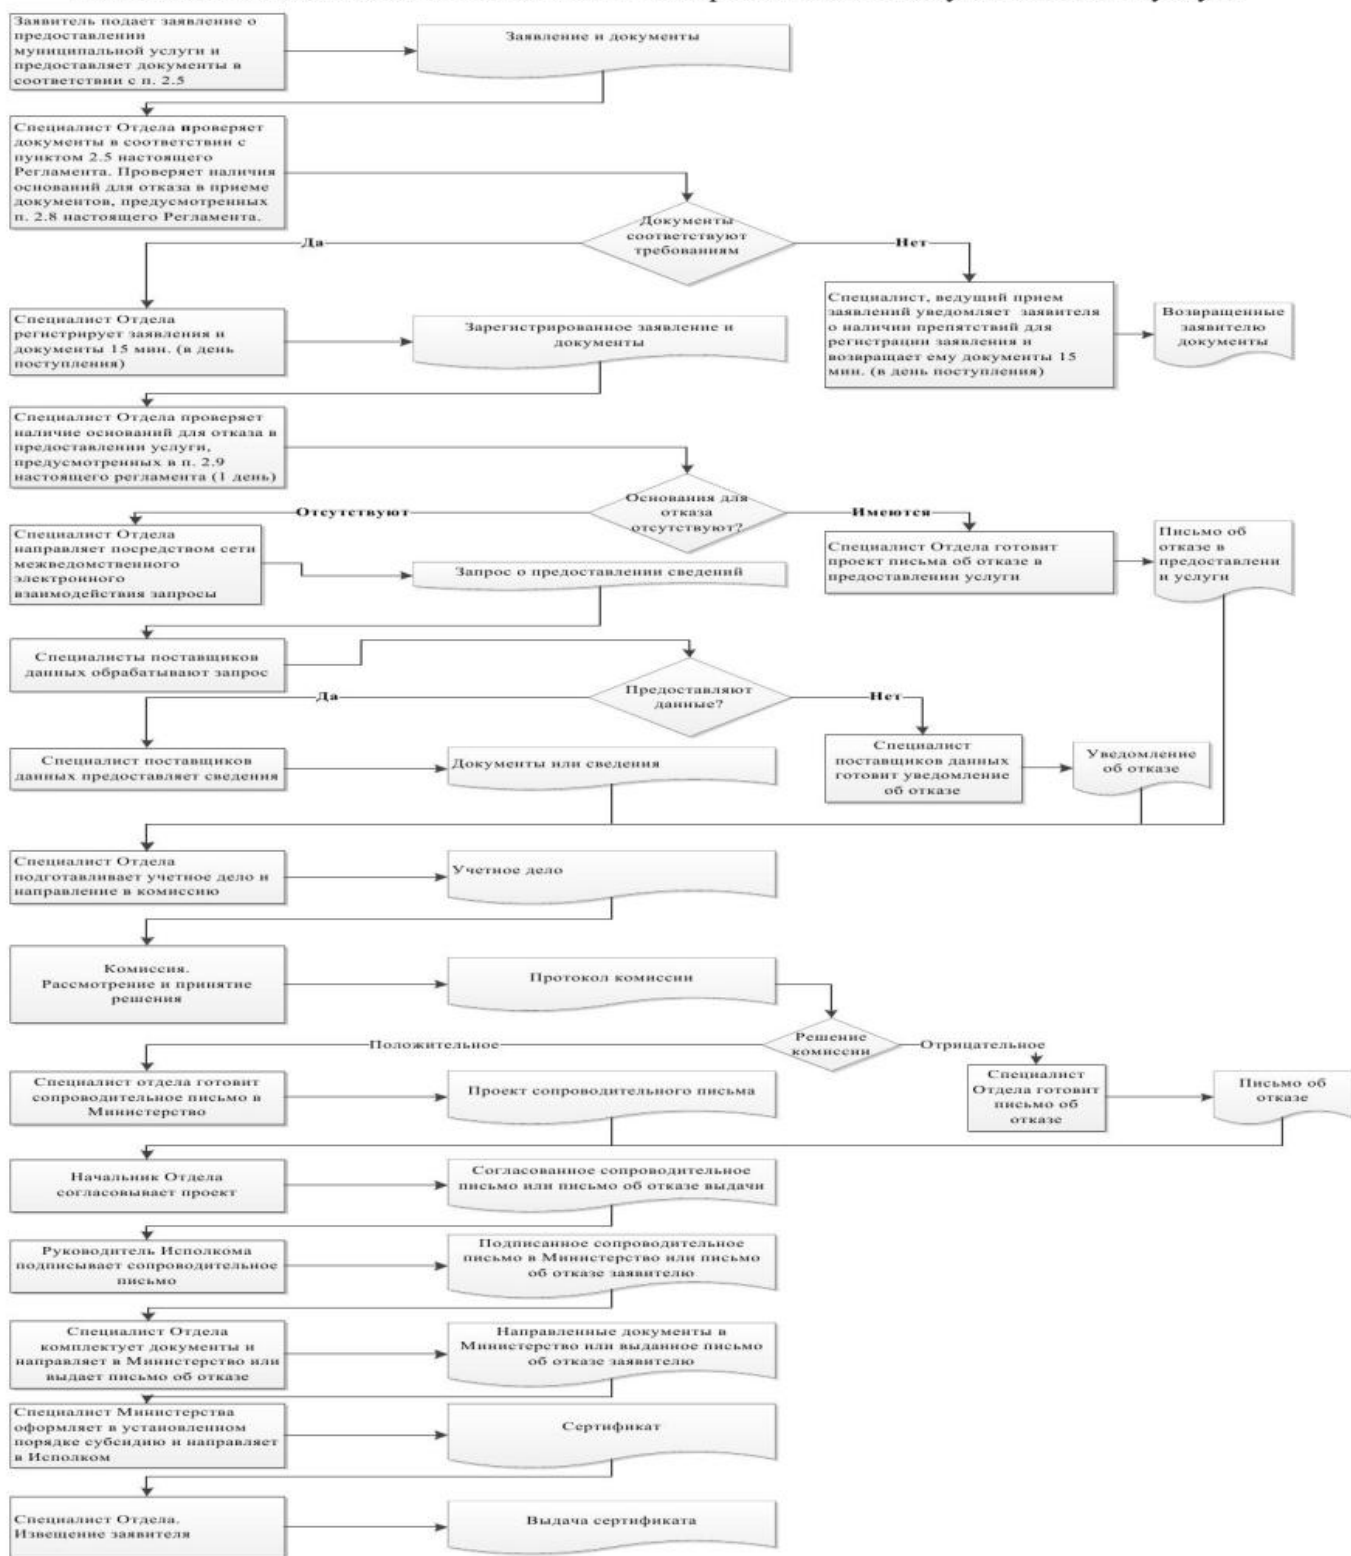 Заявитель подает заявление о
предоставлении
муниципальной услуги и
предоставляет документы в
соответствии с п. 2.5
Заявление и документы
Специалист Отдела проверяет
документы в соответствии с
пунктом 2.5 настоящего
Регламента. Проверяет наличия
оснований для отказа в приеме
документов, предусмотренных
п. 2.8 настоящего Регламента.
Документы
соответствуют
требованиям
Да
Нет
Специалист Отдела
регистрирует заявления и
документы 15 мин. (в день
поступления)
Зарегистрированное заявление и
документы
Специалист, ведущий прием
заявлений уведомляет заявителя
о наличии препятствий для
регистрации заявления и
возвращает ему документы 15
мин. (в день поступления)
Возвращенные
заявителю
документы
Специалист Отдела проверяет
наличие оснований для отказа в
предоставлении услуги,
предусмотренных в п. 2.9
настоящего регламента (1 день)
Основания для
отказа
отсутствуют?
Отсутствуют
Имеются
Специалист Отдела
направляет посредством сети
межведомственного
электронного
взаимодействия запросы
Запрос о предоставлении сведений
Специалист Отдела готовит
проект письма об отказе в
предоставлении услуги
Письмо об
отказе в
предоставлени
и услуги
Специалисты поставщиков
данных обрабатывают запрос
Предоставляют
данные?
Да
Нет
Специалист поставщиков
данных предоставляет сведения
Документы или сведения
Специалист
поставщиков данных
готовит уведомление
об отказе
Уведомление
об отказе
Специалист Отдела
подготавливает учетное дело и
направление в комиссию
Учетное дело
Комиссия.
Рассмотрение и принятие
решения
Протокол комиссии
Решение
комиссии
Положительное
Отрицательное
Специалист отдела готовит
сопроводительное письмо в
Министерство
Проект сопроводительного письма
Специалист
Отдела готовит
письмо об
отказе
Письмо об
отказе
Начальник Отдела
согласовывает проект
Согласованное сопроводительное
письмо или письмо об отказе выдачи
Руководитель Исполкома
подписывает сопроводительное
письмо
Подписанное сопроводительное
письмо в Министерство или письмо
об отказе заявителю
Специалист Отдела
комплектует документы и
направляет в Министерство или
выдает письмо об отказе
Направленные документы в
Министерство или выданное письмо
об отказе заявителю
Специалист Министерства
оформляет в установленном
порядке субсидию и направляет
в Исполком
Сертификат
Специалист Отдела.
Извещение заявителя
Выдача сертификата